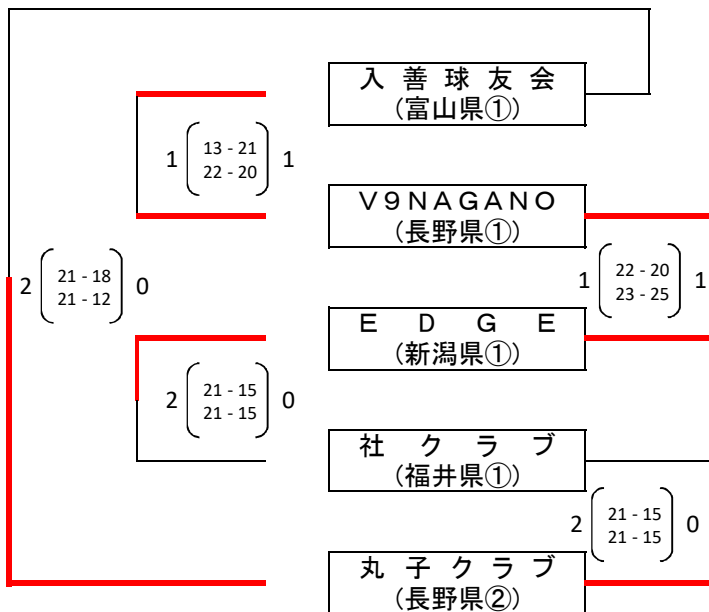 入善球友会
(富山県①)
1 13 - 21 1
22 - 20
V9NAGANO
(長野県①)
2 21 - 18 0
21 - 12
1 22 - 20 1
23 - 25
EDGE
(新潟県①)
2 21 - 15 0
21 - 15
社クラブ
(福井県①)
2 21 - 15 0
21 - 15
丸子クラブ
(長野県②)